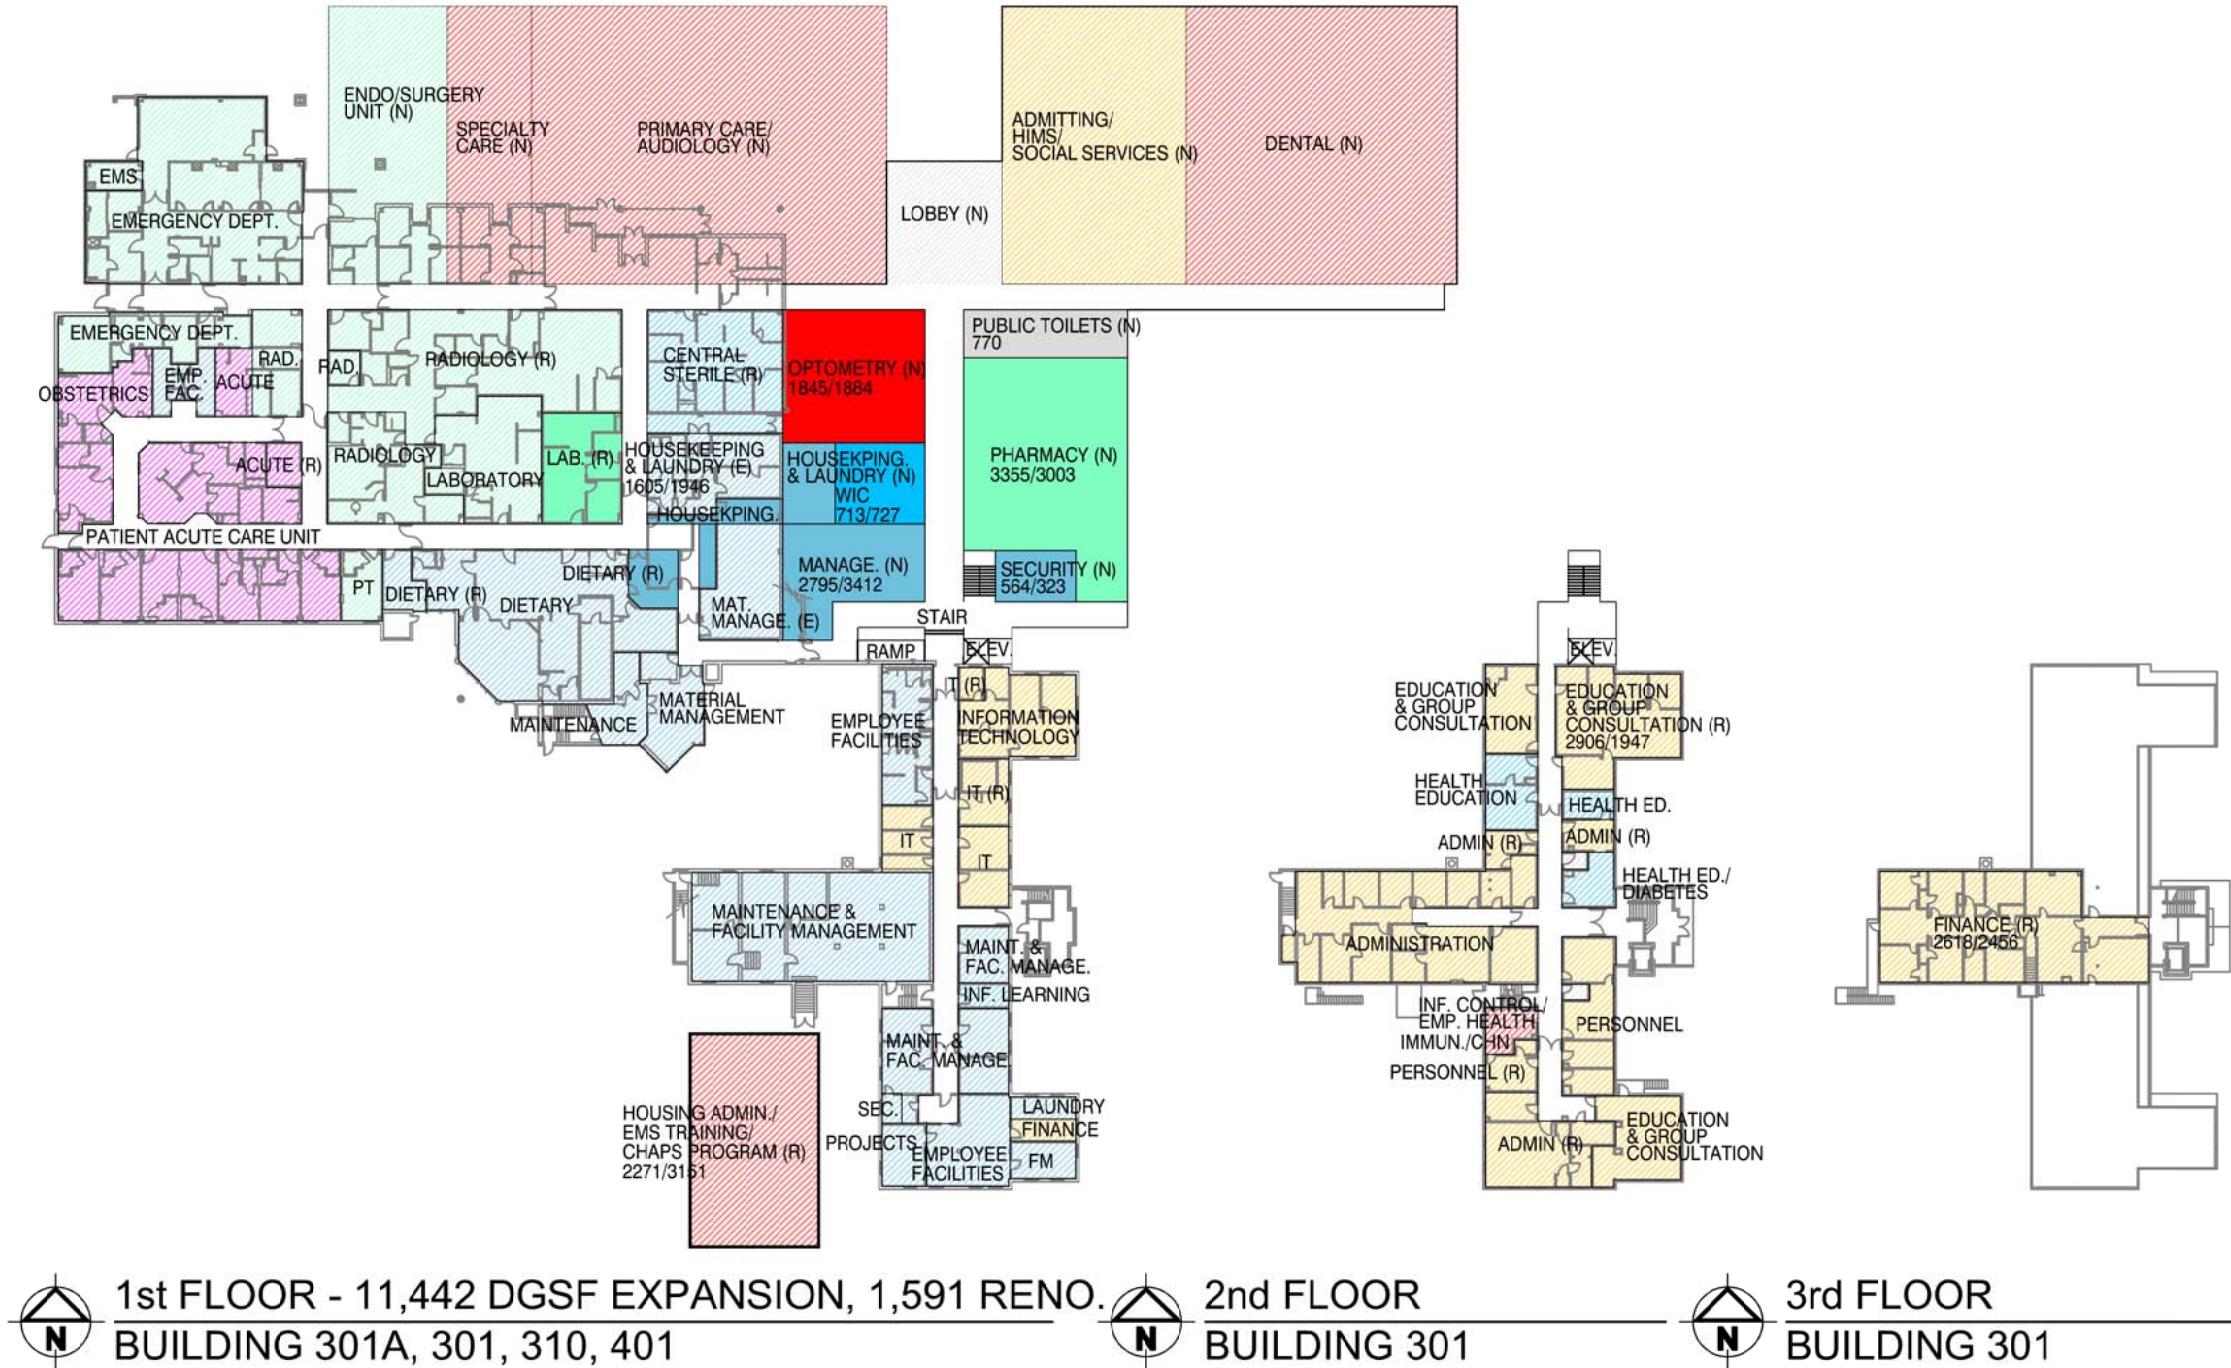 ENDO/SURGERY
UNIT (N)
SPECIALTY
CARE (N)
PRIMARY CARE/
AUDIOLOGY (N)
ADMITTING/
HIMS/
SOCIAL SERVICES (N)
DENTAL (N)
EMS
EMERGENCY DEPT.
LOBBY (N)
EMERGENCY DEPT.
RAD.
RAD.
RADIOLOGY (R)
CENTRAL
STERILE (R)
OPTOMETRY (N)
1845/1884
PUBLIC TOILETS (N)
770
OBSTETRICS
EMP.
FAC.
ACUTE
ACUTE (R)
RADIOLOGY
LABORATORY
LAB. (R)
HOUSEKEEPING
& LAUNDRY (E)
1605/1946
HOUSEKPING.
& LAUNDRY (N)
WIC
713/727
PHARMACY (N)
3355/3003
HOUSEKPING.
PATIENT ACUTE CARE UNIT
PT
DIETARY (R)
DIETARY
DIETARY (R)
MAT.
MANAGE. (E)
MANAGE. (N)
2795/3412
SECURITY (N)
564/323
STAIR
RAMP
ELEV.
MAINTENANCE
MATERIAL
MANAGEMENT
EMPLOYEE
FACILITIES
IT (R)
INFORMATION
TECHNOLOGY
IT (R)
IT
IT
MAINTENANCE &
FACILITY MANAGEMENT
MAINT. &
FAC. MANAGE.
INF. LEARNING
MAINT. &
FAC. MANAGE.
SEC.
PROJECTS
EMPLOYEE
FACILITIES
LAUNDRY
FINANCE
FM
HOUSING ADMIN./
EMS TRAINING/
CHAPS PROGRAM (R)
2271/3151
ELEV.
EDUCATION
& GROUP
CONSULTATION
EDUCATION
& GROUP
CONSULTATION (R)
2906/1947
HEALTH
EDUCATION
HEALTH ED.
ADMIN (R)
ADMIN (R)
HEALTH ED./
DIABETES
ADMINISTRATION
INF. CONTROL/
EMP. HEALTH
IMMUN./CHN
PERSONNEL
PERSONNEL (R)
ADMIN (R)
EDUCATION
& GROUP
CONSULTATION
FINANCE (R)
2618/2456
N
1st FLOOR - 11,442 DGSF EXPANSION, 1,591 RENO.
BUILDING 301A, 301, 310, 401
N
2nd FLOOR
BUILDING 301
N
3rd FLOOR
BUILDING 301